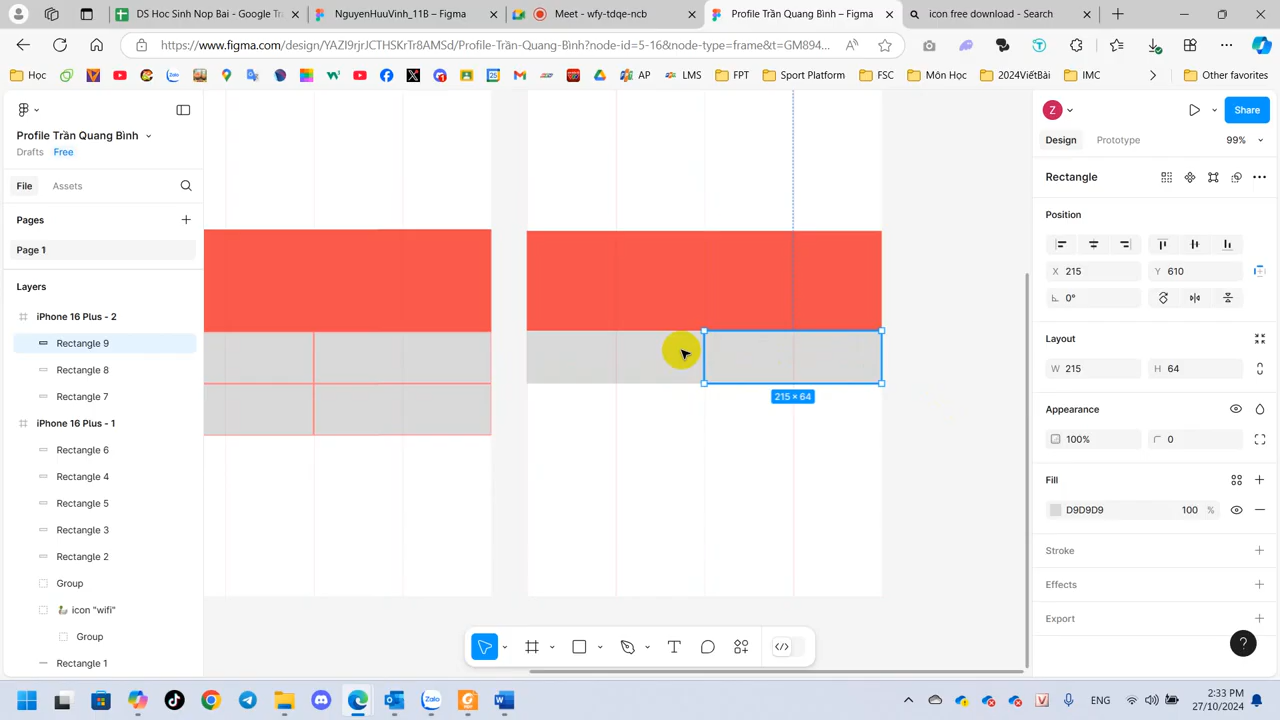 DS Hoc Sinh Nop Bai - Google Tr
NguyenHuuVinh_11B – Figma
Meet - wfy-tdqe-ncb
Profile Trần Quang Bình – Figma
icon free download - Search
https://www.figma.com/design/YAZI9rjrJCTHSKrTr8AMSd/Profile-Trần-Quang-Bình?node-id=5-16&node-type=frame&t=GM894...
Học
AP
LMS
FPT
Sport Platform
FSC
Môn Học
2024VietBai
IMC
Other favorites
Profile Trần Quang Bình
Drafts
Free
Z
Share
Design
Prototype
99%
File
Assets
Pages
Page 1
Layers
iPhone 16 Plus - 2
Rectangle 9
Rectangle 8
Rectangle 7
iPhone 16 Plus - 1
Rectangle 6
Rectangle 4
Rectangle 5
Rectangle 3
Rectangle 2
Group
icon "wifi"
Group
Rectangle 1
215 × 64
Rectangle
Position
X 215
Y 610
0°
Layout
W 215
H 64
Appearance
100%
0
Fill
D9D9D9
100
%
Stroke
Effects
Export
?
ENG
2:33 PM
27/10/2024